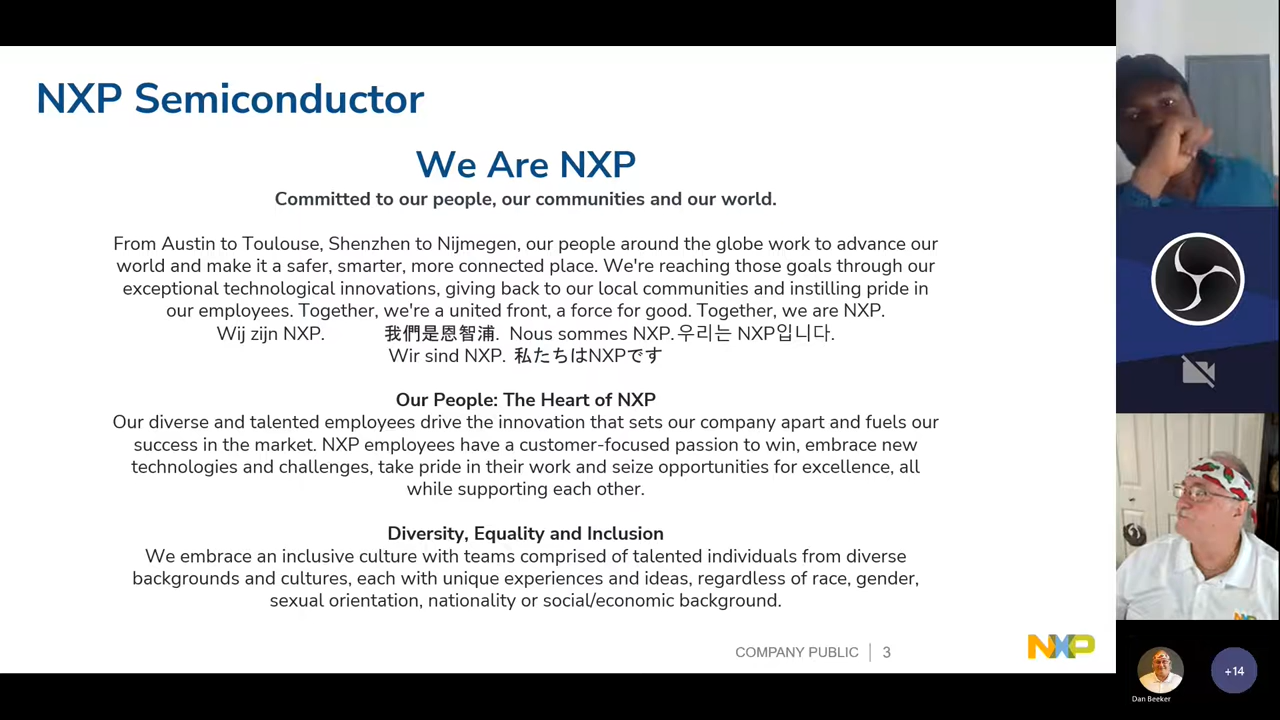 NXP Semiconductor
We Are NXP
Committed to our people, our communities and our world.
From Austin to Toulouse, Shenzhen to Nijmegen, our people around the globe work to advance our
world and make it a safer, smarter, more connected place. We're reaching those goals through our
exceptional technological innovations, giving back to our local communities and instilling pride in
our employees. Together, we're a united front, a force for good. Together, we are NXP.
Wij zijn NXP. 我們是恩智浦. Nous sommes NXP. 우리는 NXP입니다.
Wir sind NXP. 私たちはNXPです
Our People: The Heart of NXP
Our diverse and talented employees drive the innovation that sets our company apart and fuels our
success in the market. NXP employees have a customer-focused passion to win, embrace new
technologies and challenges, take pride in their work and seize opportunities for excellence, all
while supporting each other.
Diversity, Equality and Inclusion
We embrace an inclusive culture with teams comprised of talented individuals from diverse
backgrounds and cultures, each with unique experiences and ideas, regardless of race, gender,
sexual orientation, nationality or social/economic background.
COMPANY PUBLIC | 3
NXP
Dan Beeker
+14